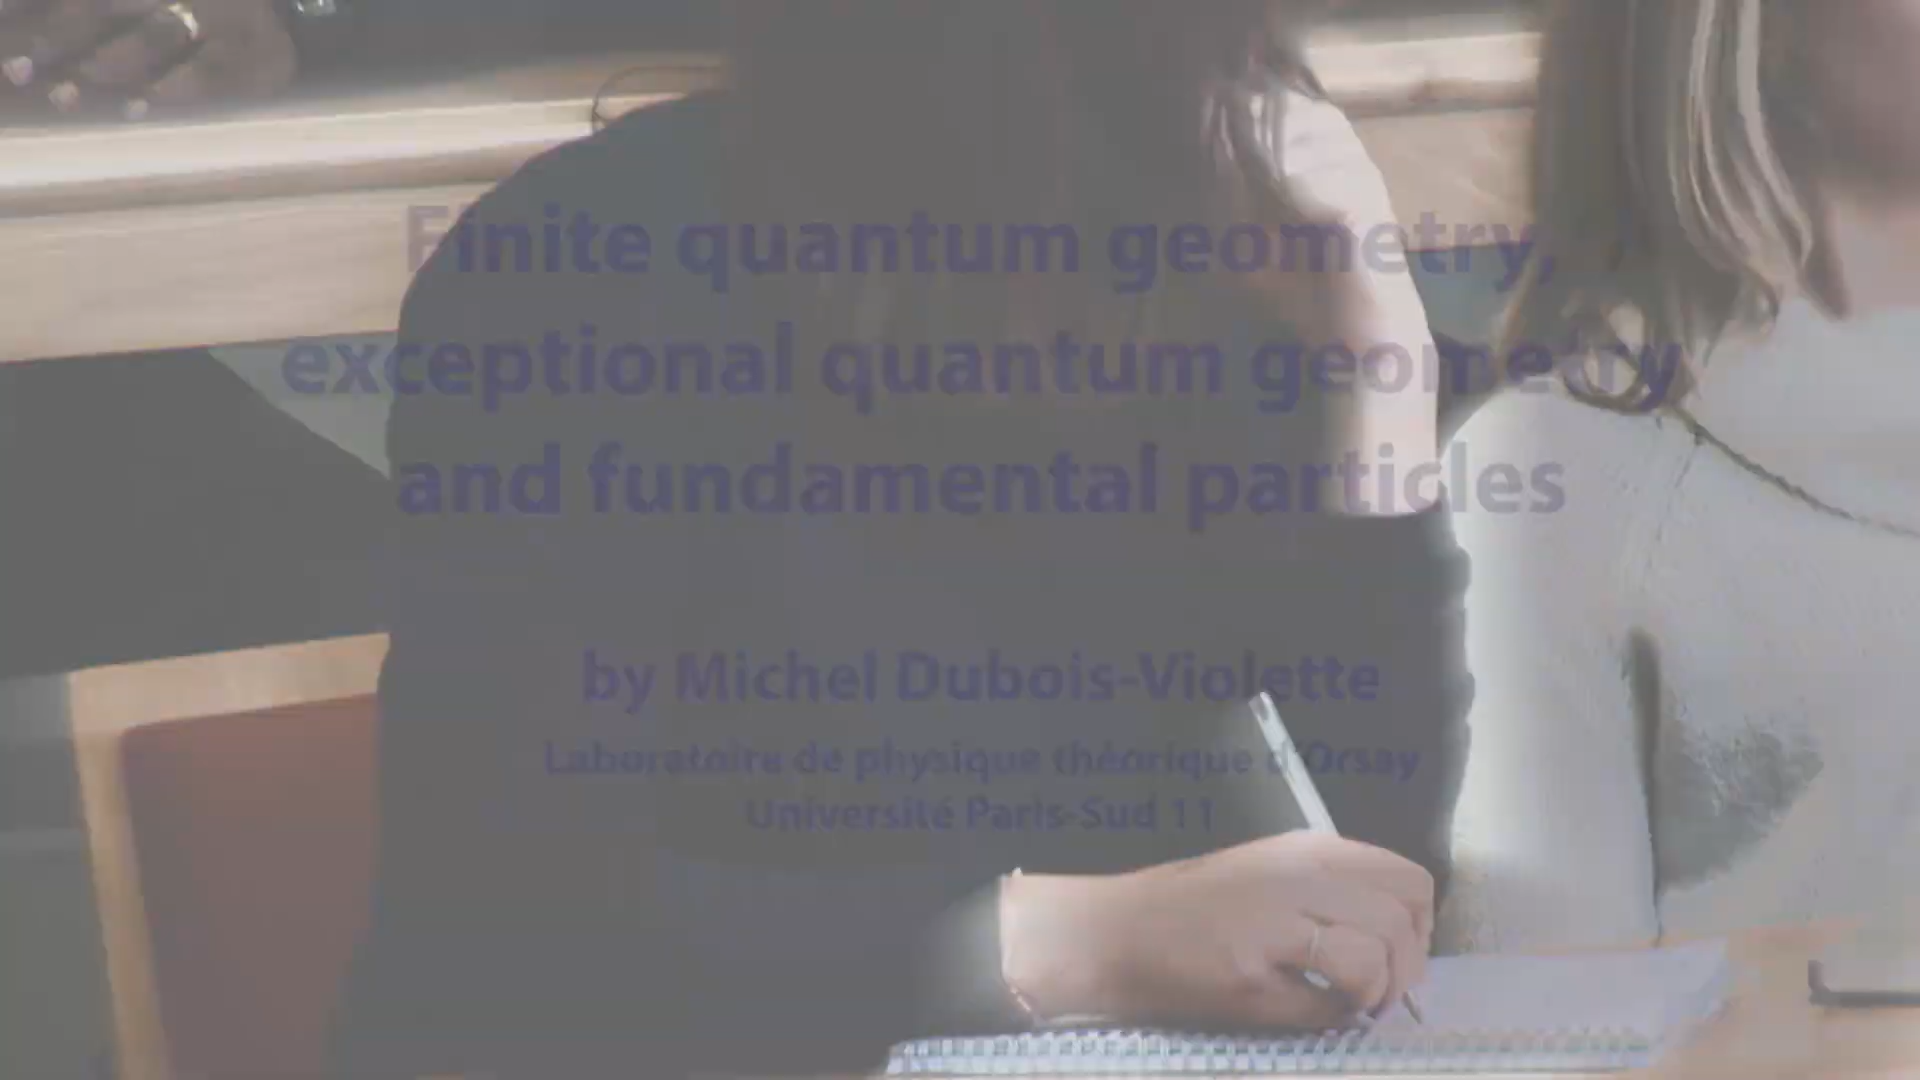 Finite quantum geometry,
exceptional quantum geometry
and fundamental particles
by Michel Dubois-Violette
Laboratoire de physique théorique d'Orsay
Université Paris-Sud 11